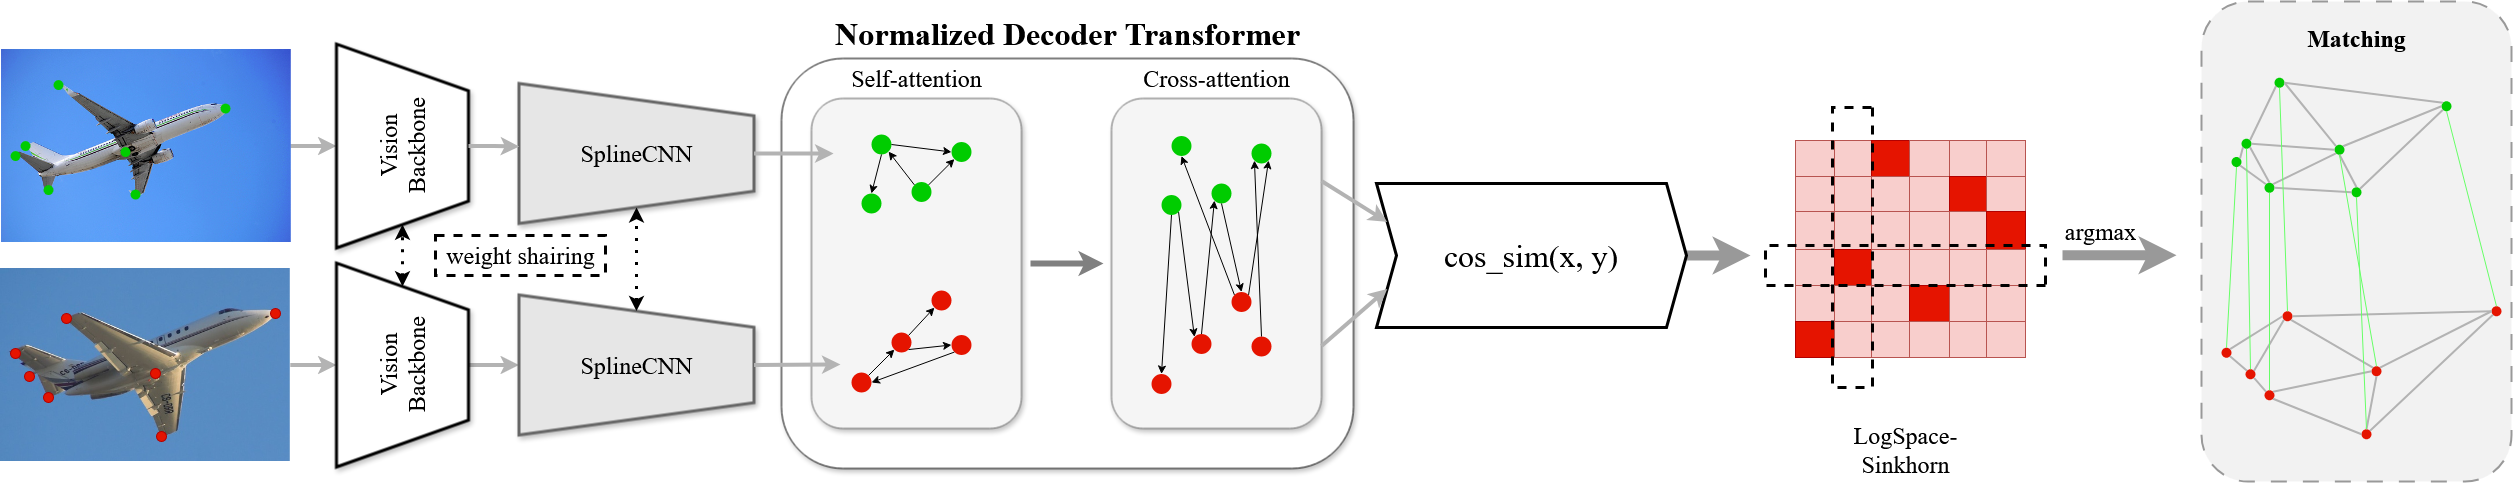 Normalized Decoder Transformer
Self-attention
Cross-attention
Vision
Backbone
SplineCNN
weight shairing
Vision
Backbone
SplineCNN
cos_sim(x, y)
LogSpace-
Sinkhorn
argmax
Matching